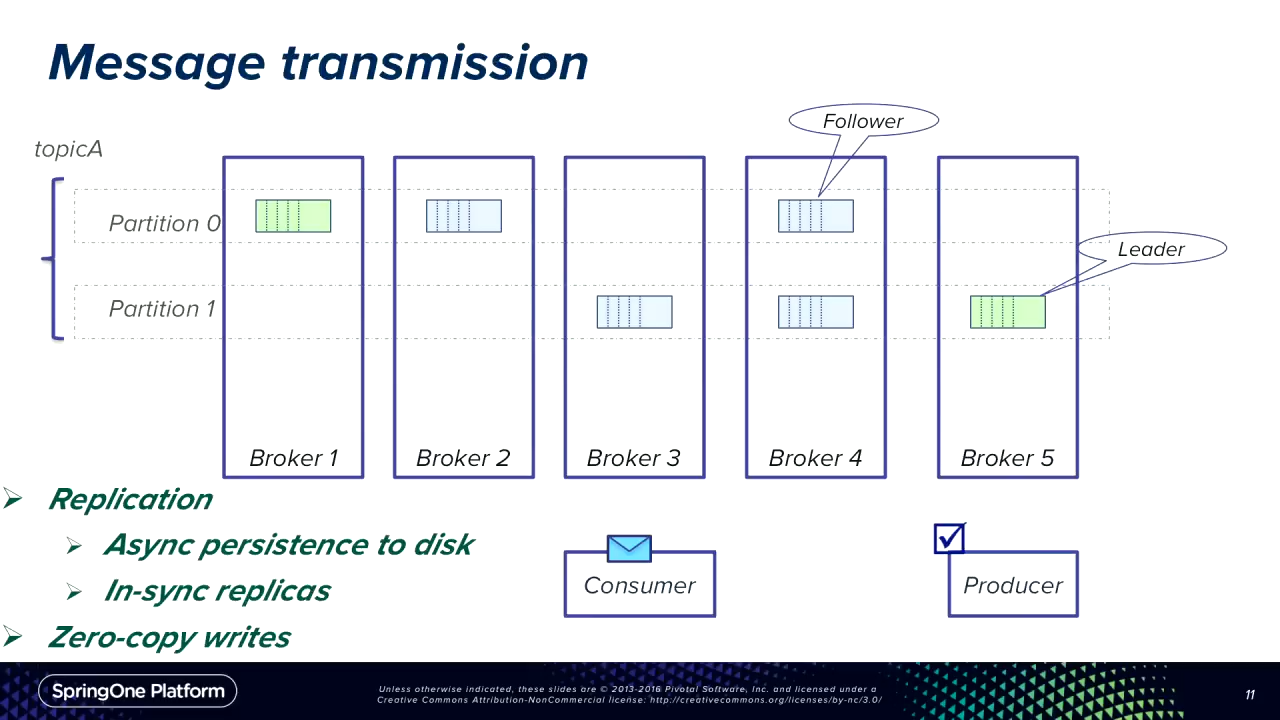 Message transmission
Follower
topicA
Partition 0
Leader
Partition 1
Broker 1
Broker 2
Broker 3
Broker 4
Broker 5
Replication
Async persistence to disk
In-sync replicas
Zero-copy writes
Consumer
Producer
SpringOne Platform
Unless otherwise indicated, these slides are © 2013-2016 Pivotal Software, Inc. and licensed under a
Creative Commons Attribution-NonCommercial license: http://creativecommons.org/licenses/by-nc/3.0/
11